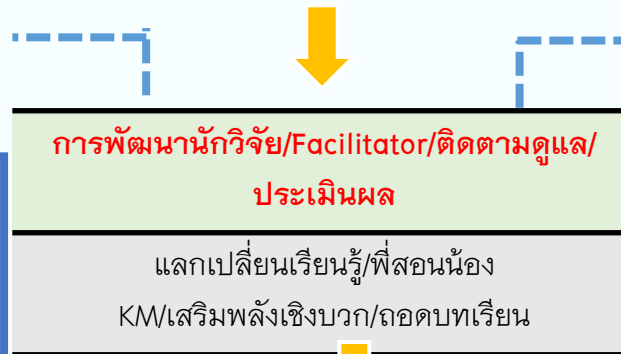 การพัฒนานักวิจัย/Facilitator/ติดตามดูแล/
ประเมินผล
แลกเปลี่ยนเรียนรู้/พี่สอนน้อง
KM/เสริมพลังเชิงบวก/ถอดบทเรียน